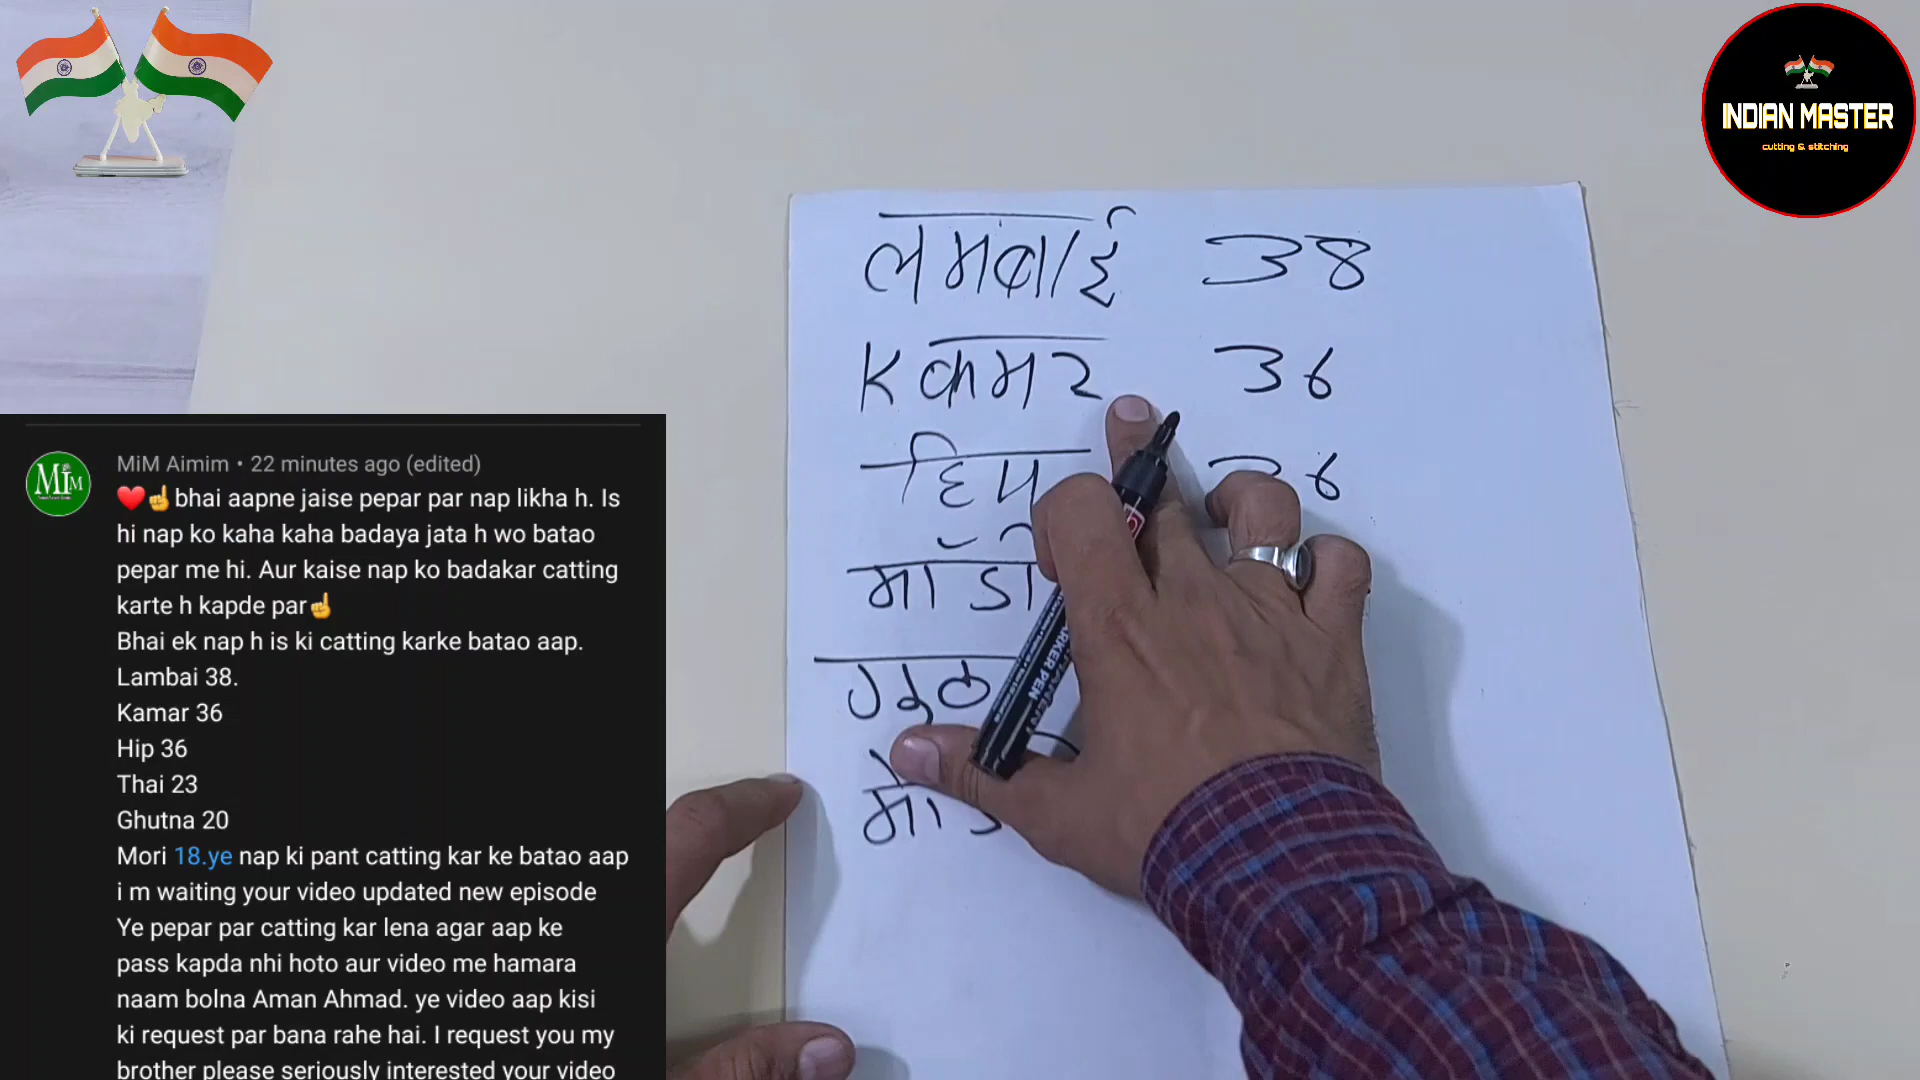 INDIAN MASTER
cutting & stitching
लमंबाई 38
K कमर 36
हिप 36
MiM
MiM Aimim • 22 minutes ago (edited)
❤️☝️bhai aapne jaise pepar par nap likha h. Is
hi nap ko kaha kaha badaya jata h wo batao
pepar me hi. Aur kaise nap ko badakar catting
karte h kapde par☝️
Bhai ek nap h is ki catting karke batao aap.
Lambai 38.
Kamar 36
Hip 36
Thai 23
Ghutna 20
Mori 18.ye nap ki pant catting kar ke batao aap
i m waiting your video updated new episode
Ye pepar par catting kar lena agar aap ke
pass kapda nhi hoto aur video me hamara
naam bolna Aman Ahmad. ye video aap kisi
ki request par bana rahe hai. I request you my
brother please seriously interested your video